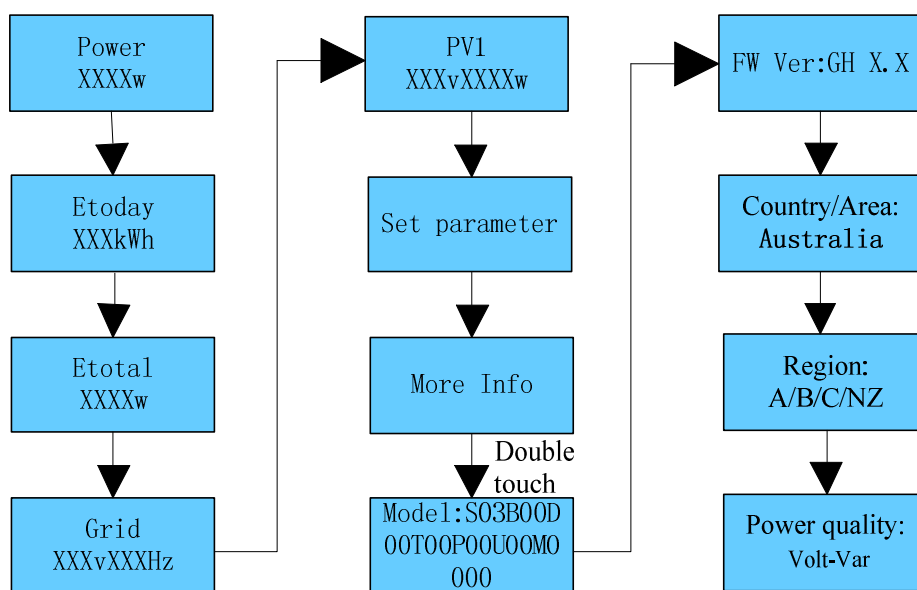 Power
XXXXw
Etoday
XXXkWh
Etotal
XXXXw
Grid
XXXvXXXHz
PV1
XXXvXXXXw
Set parameter
More Info
Double
touch
Model:S03B00D
00T00P00U00M0
000
FW Ver:GH X.X
Country/Area:
Australia
Region:
A/B/C/NZ
Power quality:
Volt-Var